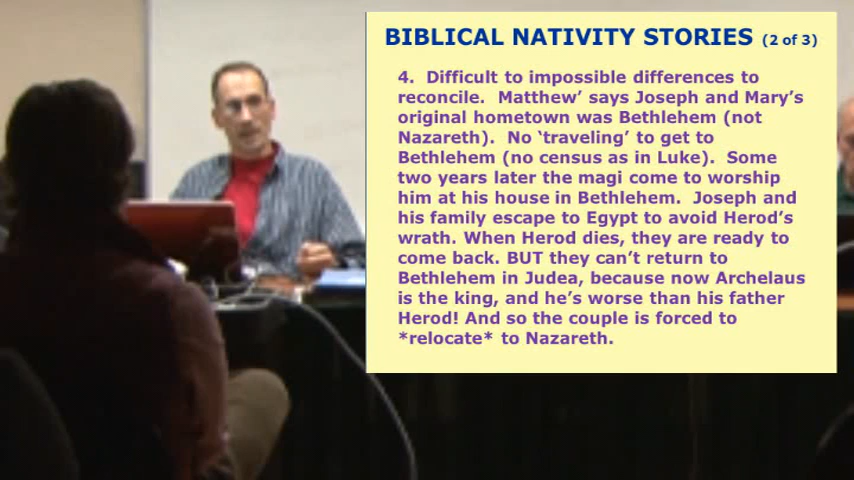 BIBLICAL NATIVITY STORIES (2 of 3)
4. Difficult to impossible differences to
reconcile. Matthew’ says Joseph and Mary’s
original hometown was Bethlehem (not
Nazareth). No ‘traveling’ to get to
Bethlehem (no census as in Luke). Some
two years later the magi come to worship
him at his house in Bethlehem. Joseph and
his family escape to Egypt to avoid Herod’s
wrath. When Herod dies, they are ready to
come back. BUT they can’t return to
Bethlehem in Judea, because now Archelaus
is the king, and he’s worse than his father
Herod! And so the couple is forced to
*relocate* to Nazareth.